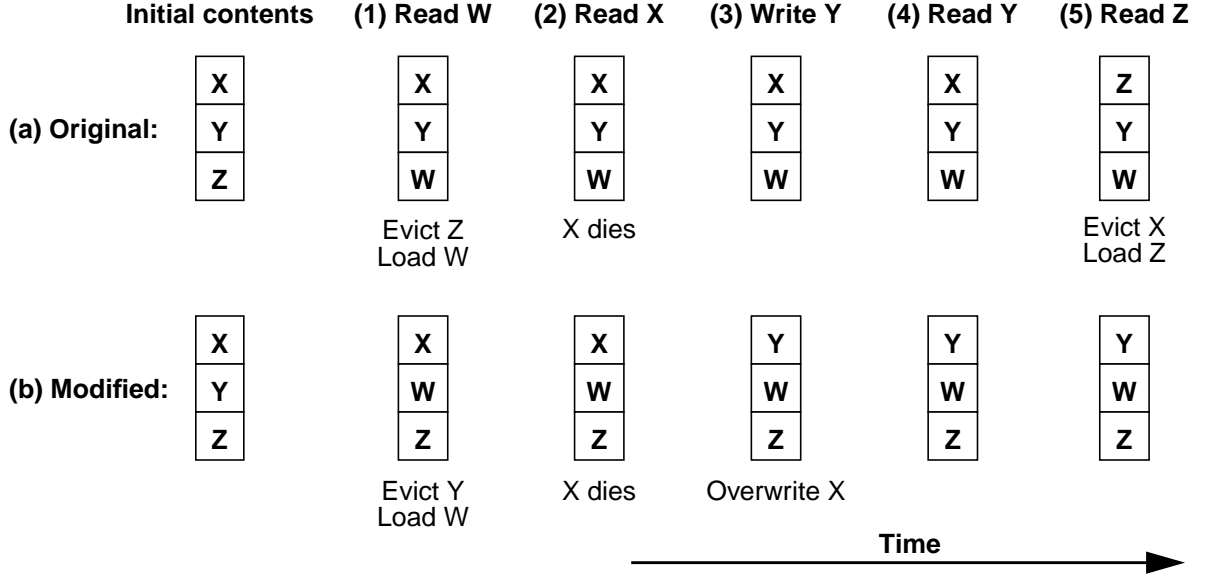 Initial contents (1) Read W (2) Read X (3) Write Y (4) Read Y (5) Read Z
X X X X X Z
(a) Original: Y Y Y Y Y Y
Z W W W W W
Evict Z X dies Evict X
Load W Load Z
X X X Y Y Y
(b) Modified: Y W W W W W
Z Z Z Z Z Z
Evict Y X dies Overwrite X
Load W
Time